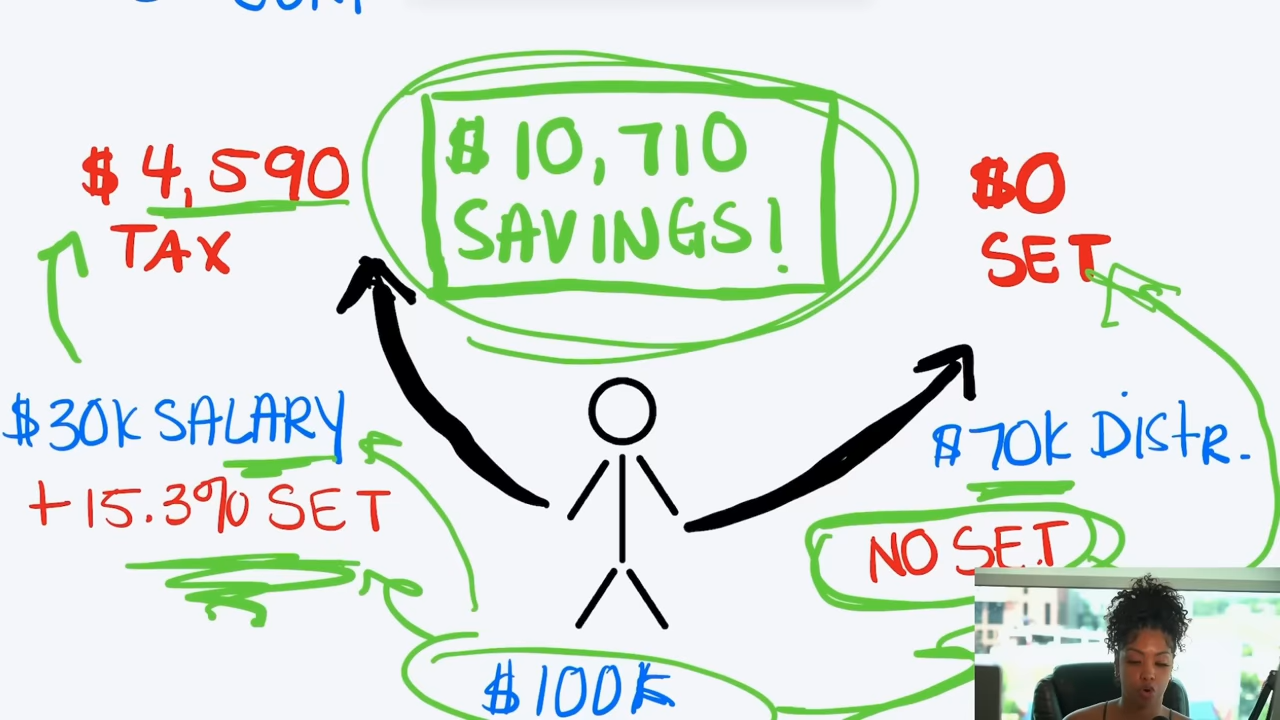 $4,590
TAX
$10,710
SAVINGS!
$0
SET
$30K SALARY
+15.3% SET
$70K DISTR.
NO SET
$100K